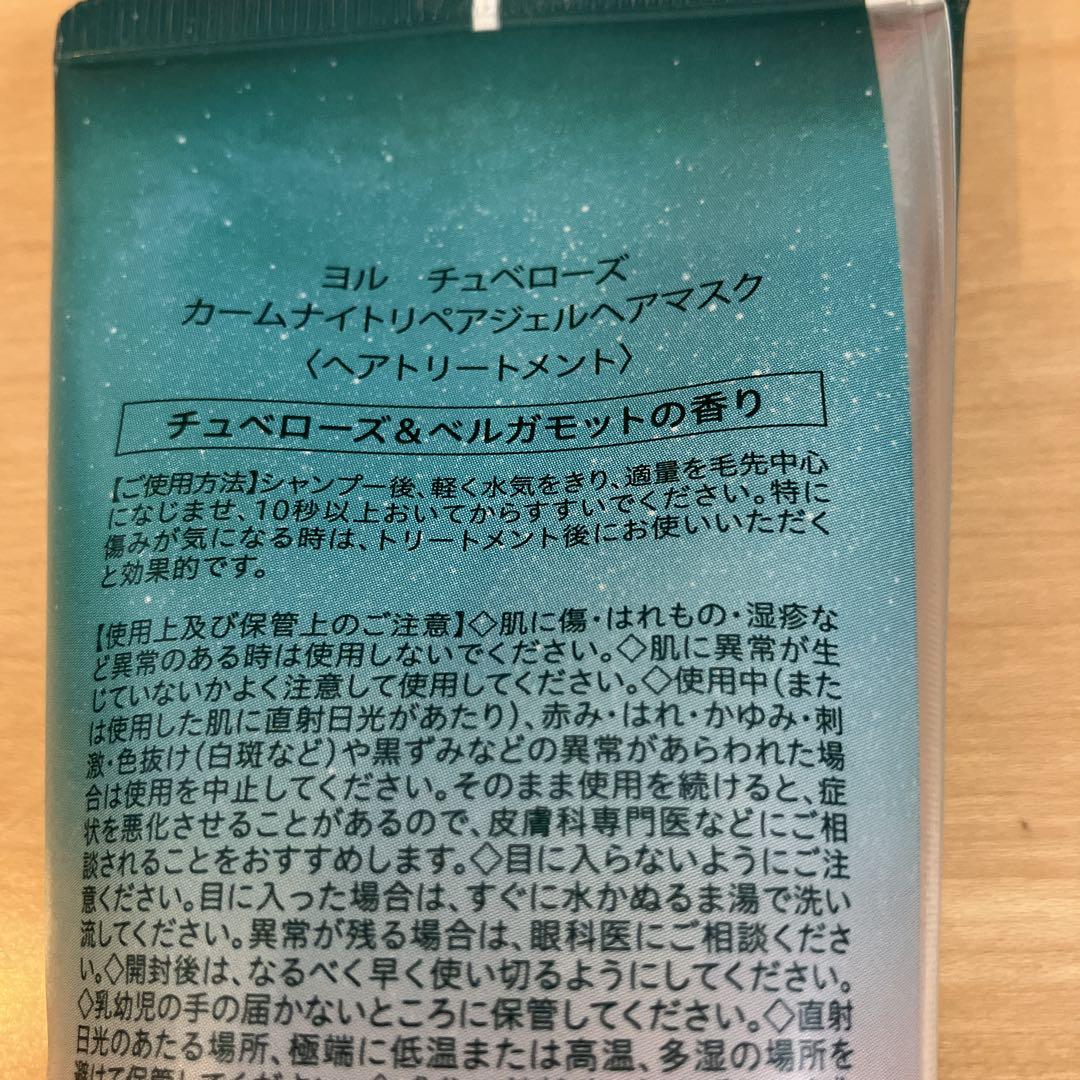 ヨル　チュベローズ
カームナイトリペアジェルヘアマスク
〈ヘアトリートメント〉
チュベローズ&ベルガモットの香り
【ご使用方法】シャンプー後、軽く水気をきり、適量を毛先中心
になじませ、10秒以上おいてからすすいでください。特に
傷みが気になる時は、トリートメント後にお使いいただく
と効果的です。
【使用上及び保管上のご注意】◇肌に傷・はれもの・湿疹な
ど異常のある時は使用しないでください。◇肌に異常が生
じていないかよく注意して使用してください。◇使用中(また
は使用した肌に直射日光があたり)、赤み・はれ・かゆみ・刺
激・色抜け(白斑など)や黒ずみなどの異常があらわれた場
合は使用を中止してください。そのまま使用を続けると、症
状を悪化させることがあるので、皮膚科専門医などにご相
談されることをおすすめします。◇目に入らないようにご注
意ください。目に入った場合は、すぐに水かぬるま湯で洗い
流してください。異常が残る場合は、眼科医にご相談くださ
い。◇開封後は、なるべく早く使い切るようにしてください。
◇乳幼児の手の届かないところに保管してください。◇直射
日光のあたる場所、極端に低温または高温、多湿の場所を
避けて保管してください